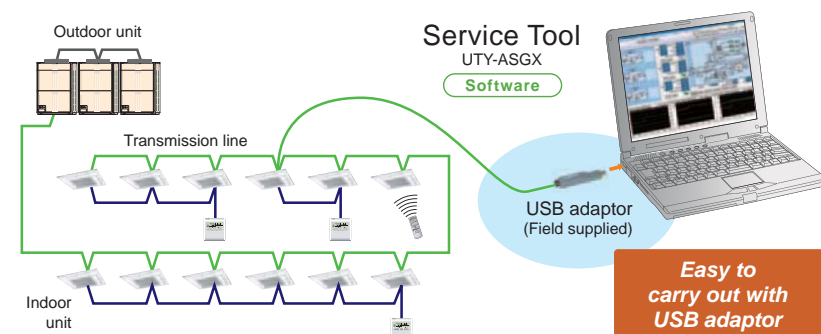 Outdoor unit
Service Tool
UTY-ASGX
Software
Transmission line
USB adaptor
(Field supplied)
Indoor
unit
Easy to
carry out with
USB adaptor